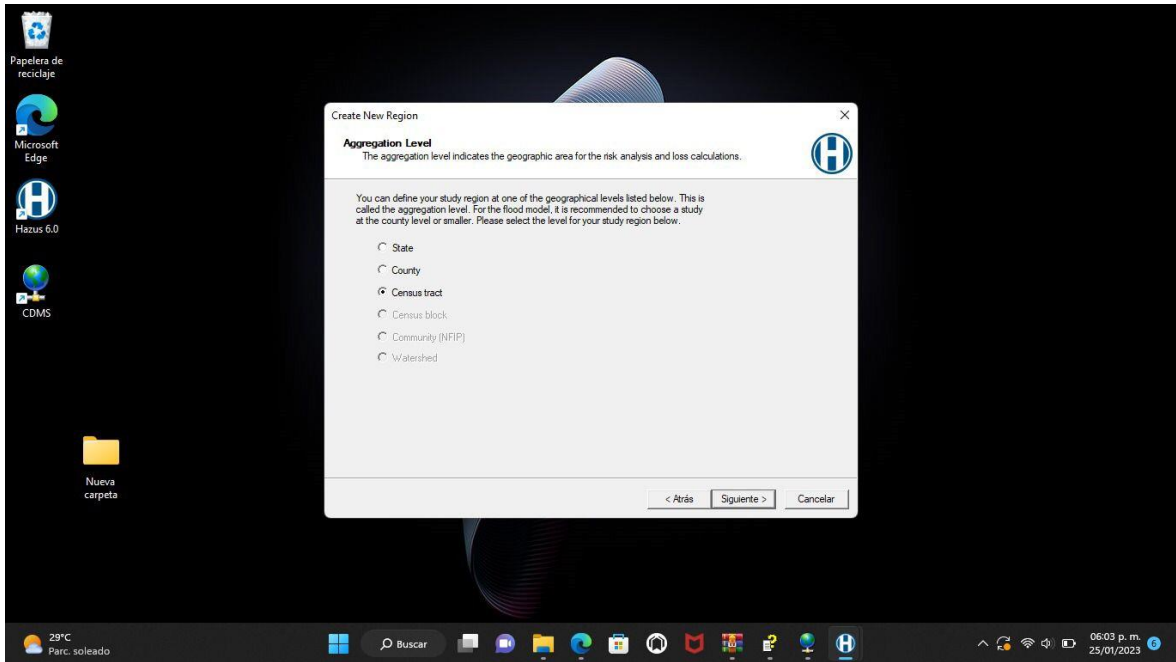 Papelera de
reciclaje
Microsoft
Edge
Hazus 6.0
CDMS
Nueva
carpeta
Create New Region
Aggregation Level
The aggregation level indicates the geographic area for the risk analysis and loss calculations.
You can define your study region at one of the geographical levels listed below. This is
called the aggregation level. For the flood model, it is recommended to choose a study
at the county level or smaller. Please select the level for your study region below.
State
County
Census tract
Census block
Community (NFIP)
Watershed
< Atrás
Siguiente >
Cancelar
29°C
Parc. soleado
Buscar
06:03 p. m.
25/01/2023
6